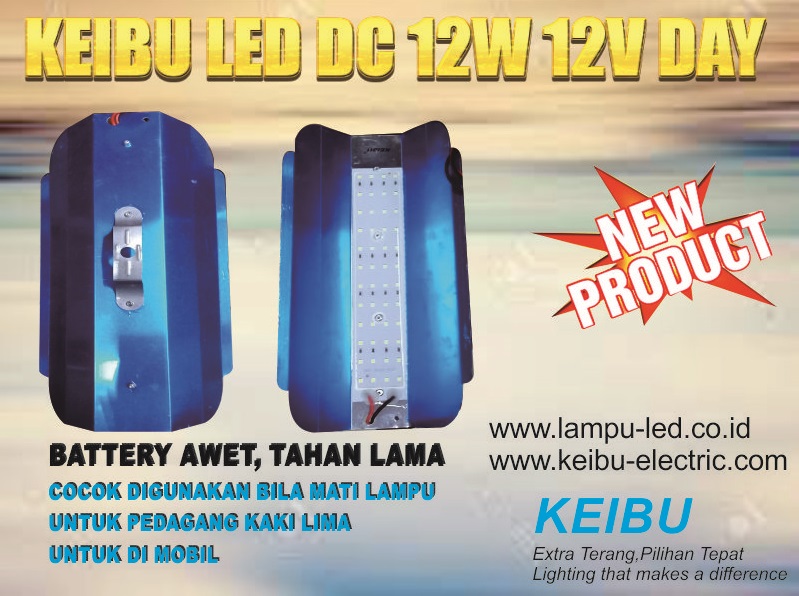 KEIBU LED DC 12W 12V DAY
NEW
PRODUCT
BATTERY AWET, TAHAN LAMA
COCOK DIGUNAKAN BILA MATI LAMPU
UNTUK PEDAGANG KAKI LIMA
UNTUK DI MOBIL
www.lampu-led.co.id
www.keibu-electric.com
KEIBU
Extra Terang,Pilihan Tepat
Lighting that makes a difference